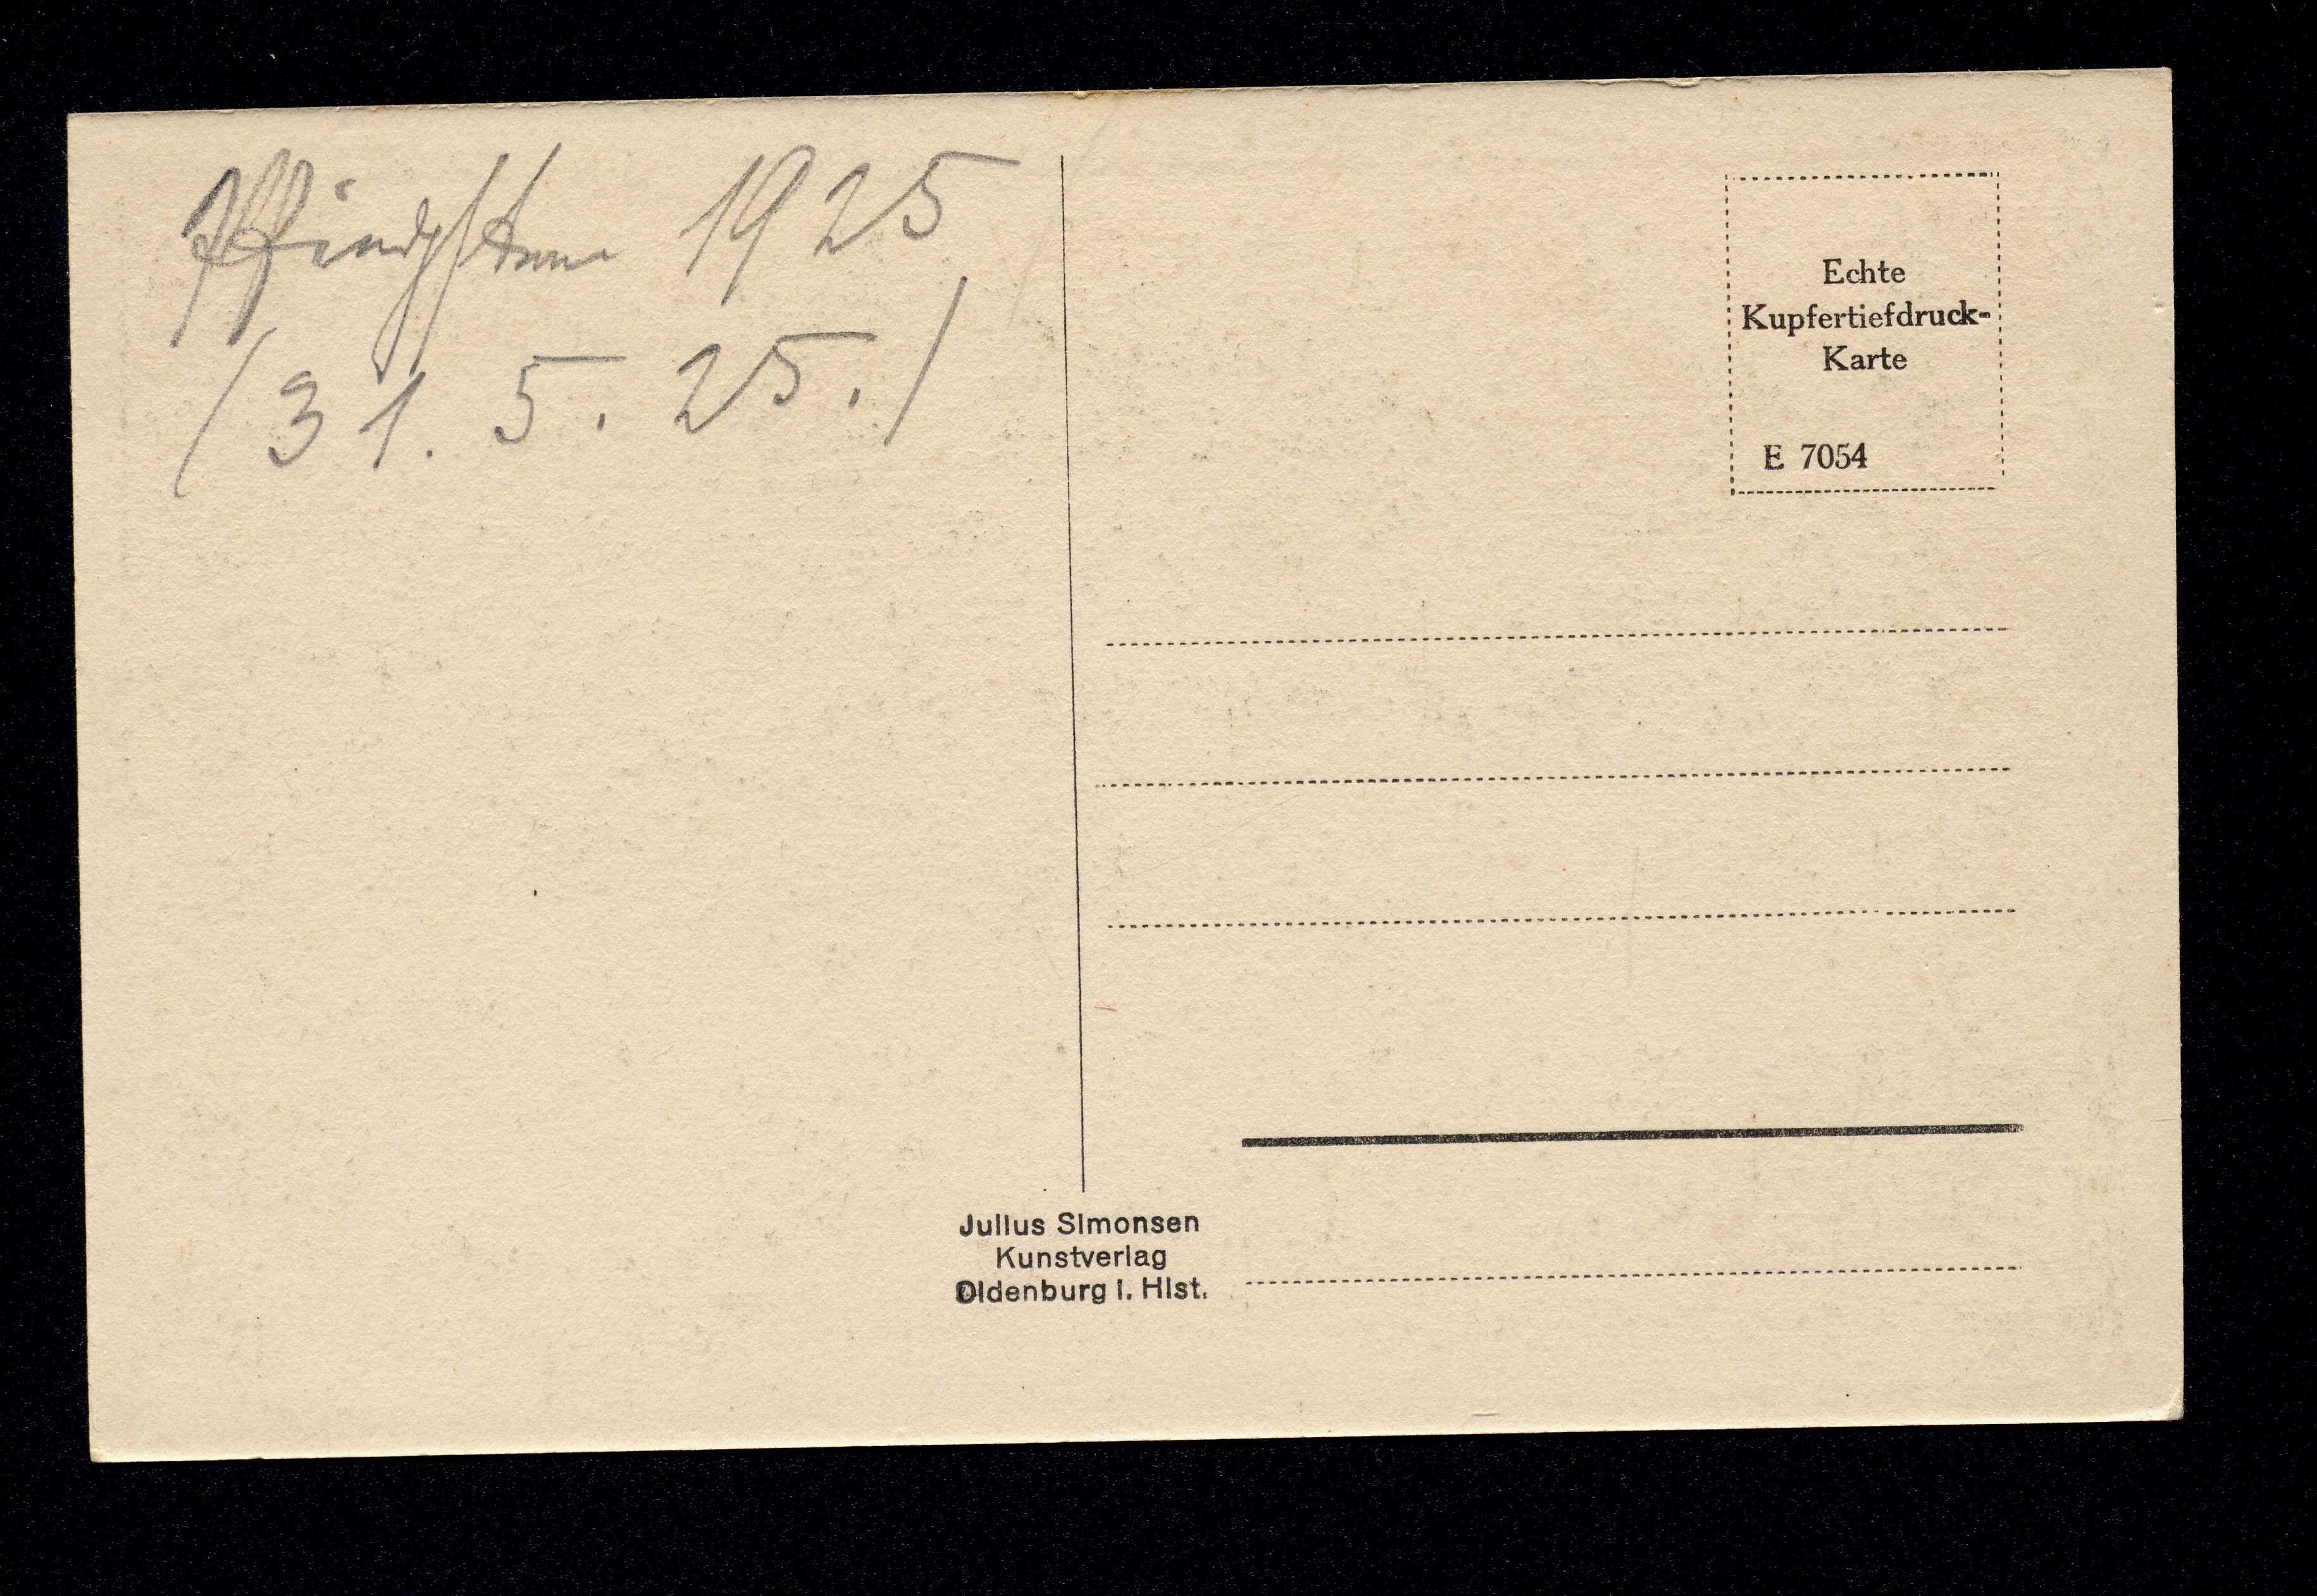 Pfingsten 1925
/31. 5. 25./
Echte
Kupfertiefdruck-
Karte
E 7054
Julius Simonsen
Kunstverlag
Oldenburg i. Hlst.